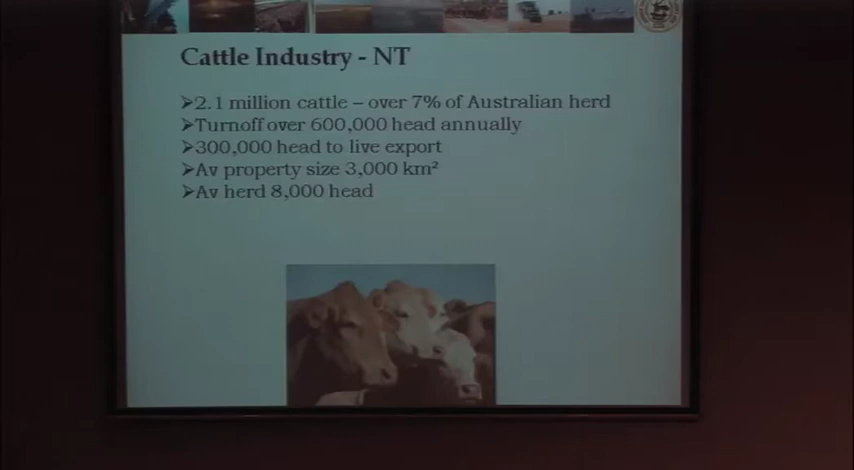 Cattle Industry - NT
➢2.1 million cattle – over 7% of Australian herd
➢Turnoff over 600,000 head annually
➢300,000 head to live export
➢Av property size 3,000 km²
➢Av herd 8,000 head